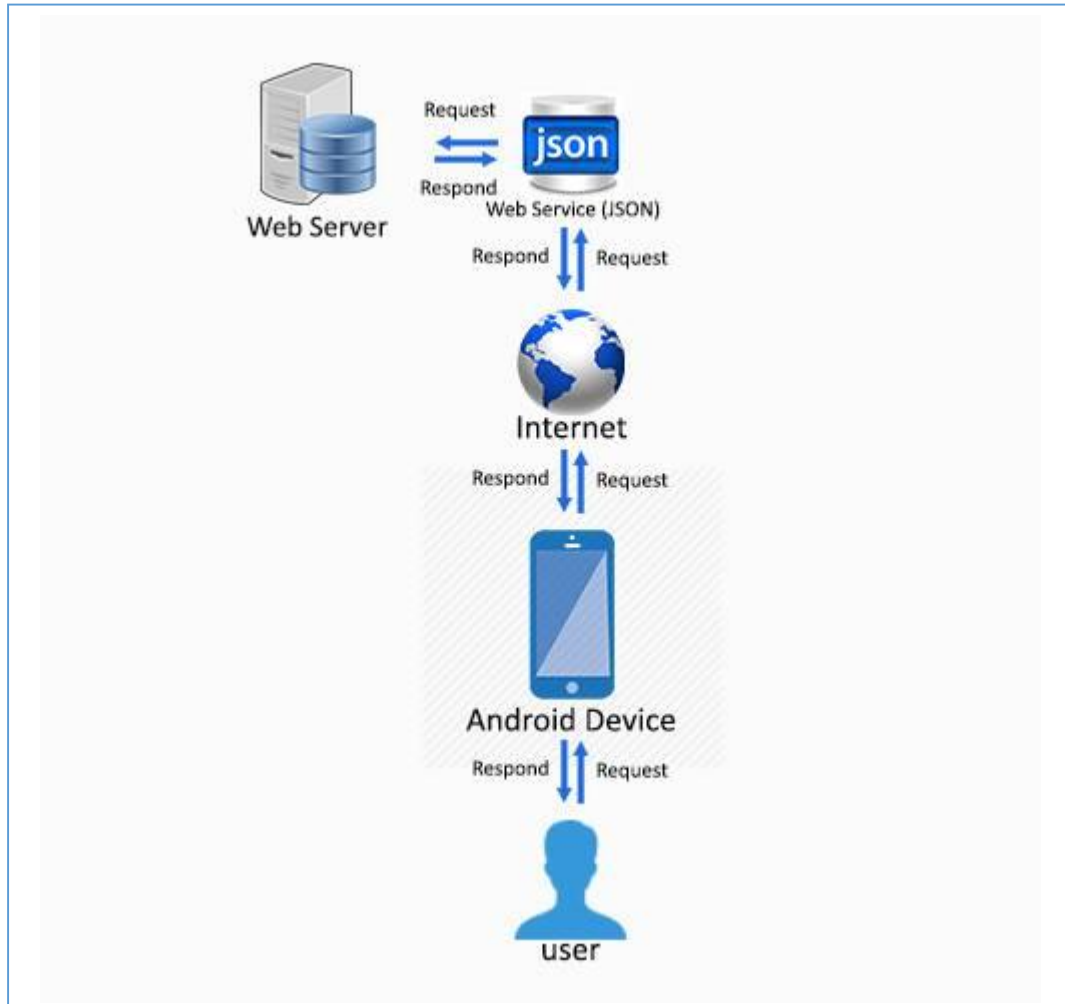 Request
json
Respond
Web Service (JSON)
Web Server
Respond Request
Internet
Respond Request
Android Device
Respond Request
user